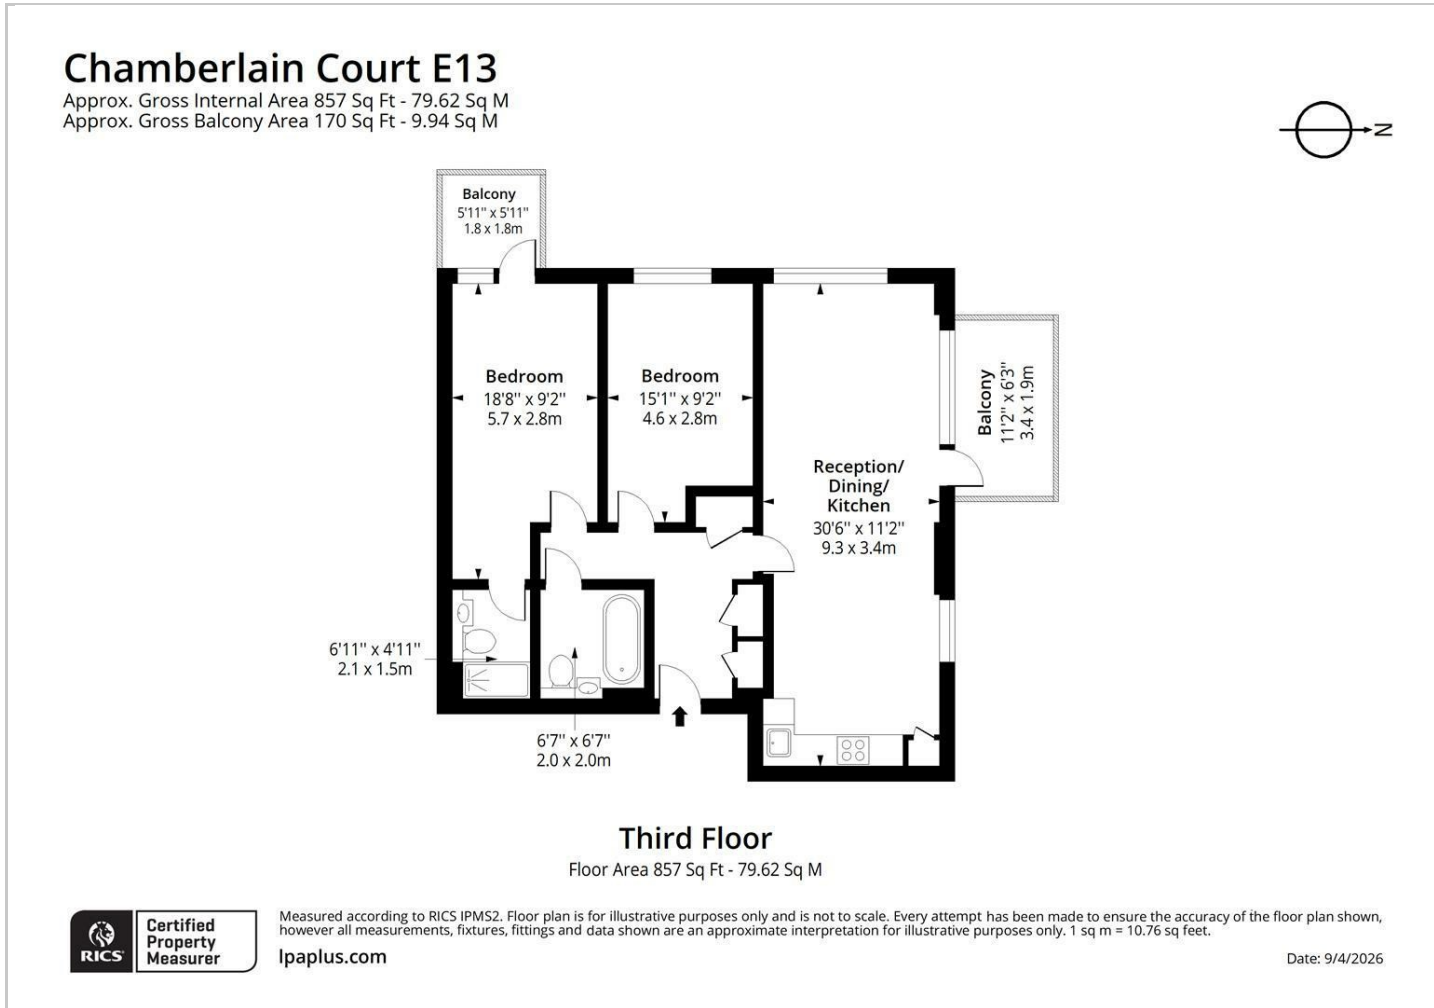 Chamberlain Court E13
Approx. Gross Internal Area 857 Sq Ft - 79.62 Sq M
Approx. Gross Balcony Area 170 Sq Ft - 9.94 Sq M
N
Balcony
5'11'' x 5'11''
1.8 x 1.8m
Bedroom
18'8'' x 9'2''
5.7 x 2.8m
Bedroom
15'1'' x 9'2''
4.6 x 2.8m
Balcony
11'2'' x 6'3''
3.4 x 1.9m
Reception/
Dining/
Kitchen
30'6'' x 11'2''
9.3 x 3.4m
6'11'' x 4'11''
2.1 x 1.5m
6'7'' x 6'7''
2.0 x 2.0m
Third Floor
Floor Area 857 Sq Ft - 79.62 Sq M
RICS
Certified
Property
Measurer
Measured according to RICS IPMS2. Floor plan is for illustrative purposes only and is not to scale. Every attempt has been made to ensure the accuracy of the floor plan shown,
however all measurements, fixtures, fittings and data shown are an approximate interpretation for illustrative purposes only. 1 sq m = 10.76 sq feet.
lpaplus.com
Date: 9/4/2026